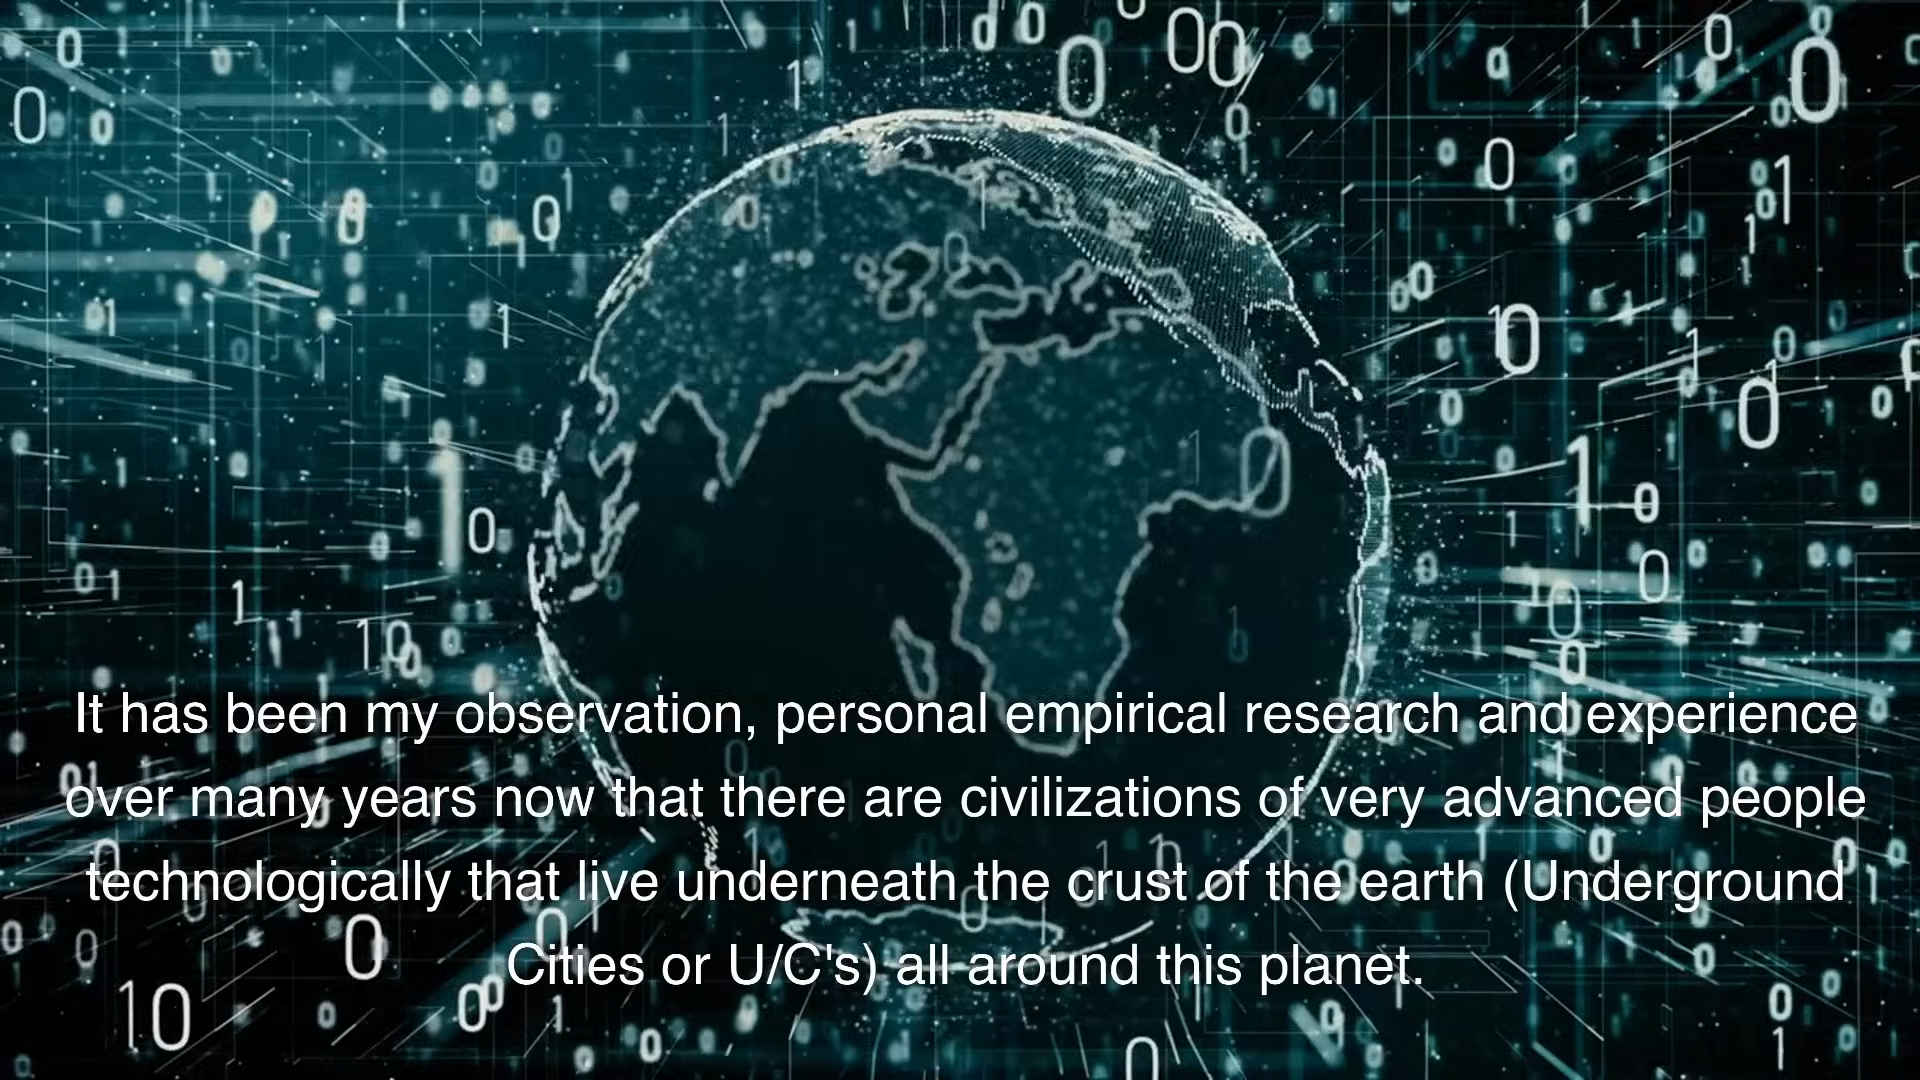 It has been my observation, personal empirical research and experience
over many years now that there are civilizations of very advanced people
technologically that live underneath the crust of the earth (Underground
Cities or U/C's) all around this planet.